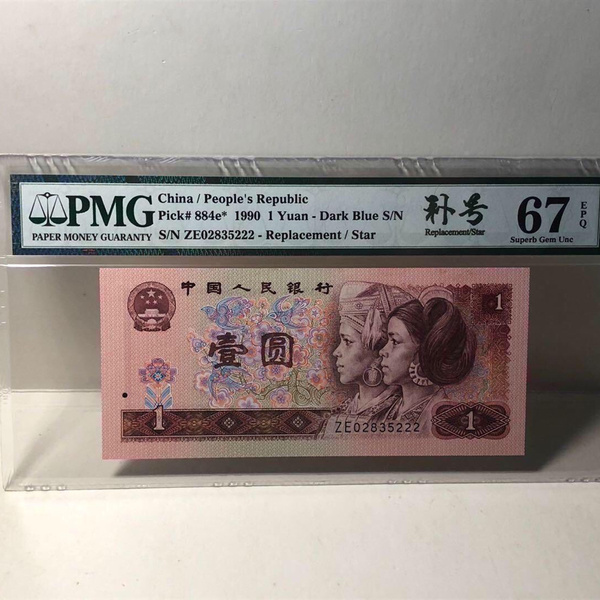 PMG
PAPER MONEY GUARANTY
China / People's Republic
Pick# 884e* 1990 1 Yuan - Dark Blue S/N
S/N ZE02835222 - Replacement / Star
补号
Replacement/Star
67
EPQ
Superb Gem Unc
中国人民银行
1
壹圆
ZE02835222
1
1